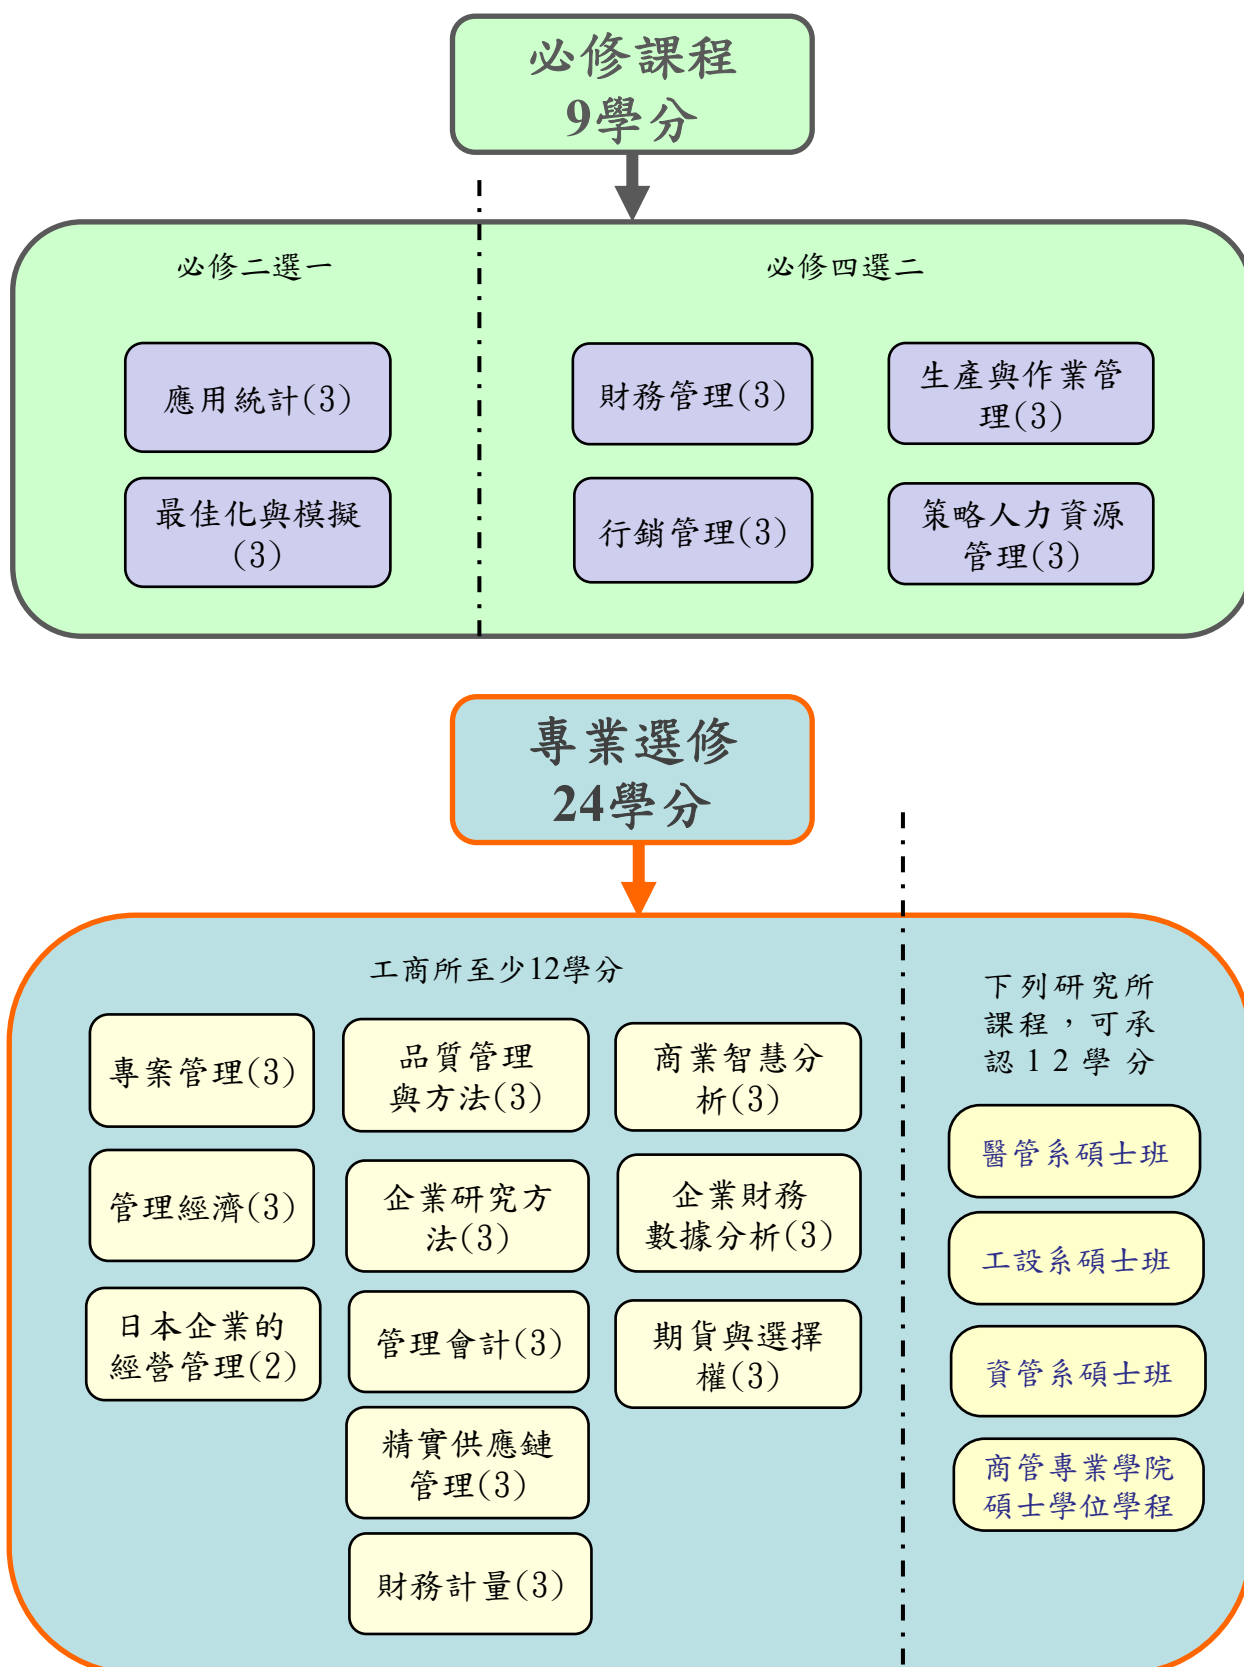 必修課程
9學分
必修二選一
應用統計(3)
最佳化與模擬
(3)
必修四選二
財務管理(3)
生產與作業管
理(3)
行銷管理(3)
策略人力資源
管理(3)
專業選修
24學分
工商所至少12學分
專案管理(3)
管理經濟(3)
日本企業的
經營管理(2)
品質管理
與方法(3)
企業研究方
法(3)
管理會計(3)
精實供應鏈
管理(3)
財務計量(3)
商業智慧分
析(3)
企業財務
數據分析(3)
期貨與選擇
權(3)
下列研究所
課程，可承
認12學分
醫管系碩士班
工設系碩士班
資管系碩士班
商管專業學院
碩士學位學程